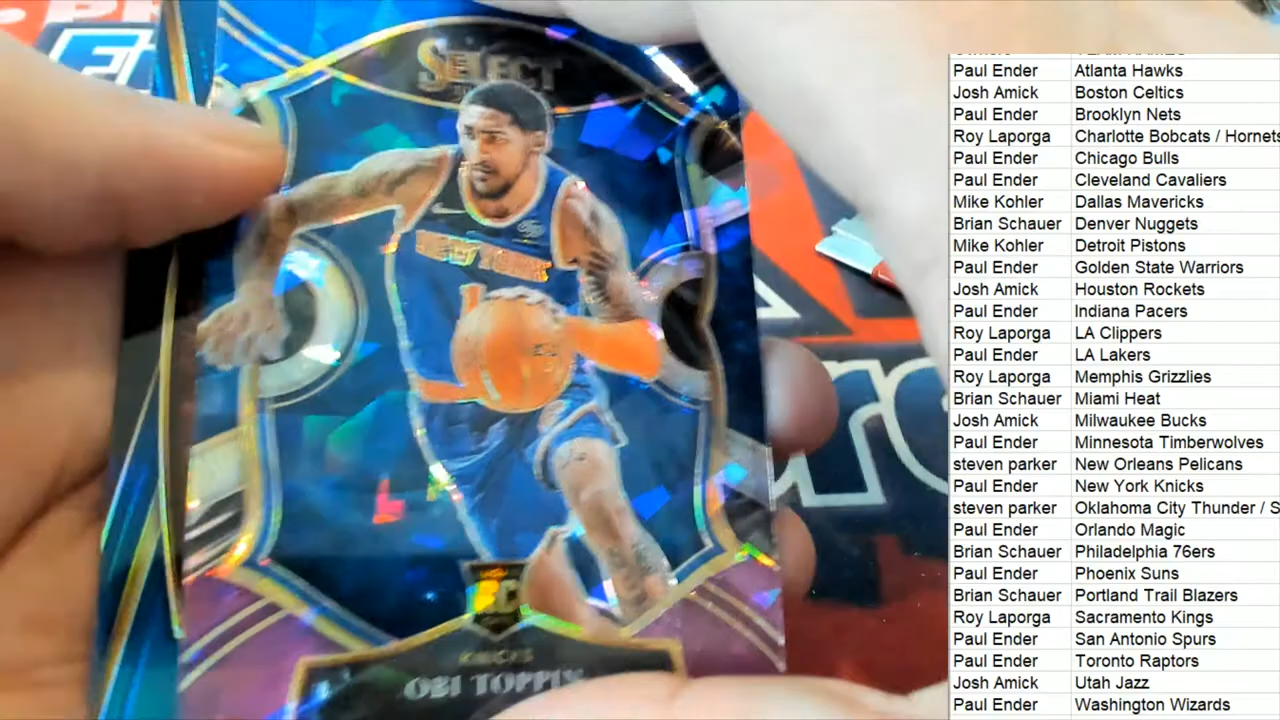 SELECT
NEW YORK
1
RC
KNICKS
OBI TOPPIN
Paul Ender Atlanta Hawks
Josh Amick Boston Celtics
Paul Ender Brooklyn Nets
Roy Laporga Charlotte Bobcats / Hornets
Paul Ender Chicago Bulls
Paul Ender Cleveland Cavaliers
Mike Kohler Dallas Mavericks
Brian Schauer Denver Nuggets
Mike Kohler Detroit Pistons
Paul Ender Golden State Warriors
Josh Amick Houston Rockets
Paul Ender Indiana Pacers
Roy Laporga LA Clippers
Paul Ender LA Lakers
Roy Laporga Memphis Grizzlies
Brian Schauer Miami Heat
Josh Amick Milwaukee Bucks
Paul Ender Minnesota Timberwolves
steven parker New Orleans Pelicans
Paul Ender New York Knicks
steven parker Oklahoma City Thunder / S
Paul Ender Orlando Magic
Brian Schauer Philadelphia 76ers
Paul Ender Phoenix Suns
Brian Schauer Portland Trail Blazers
Roy Laporga Sacramento Kings
Paul Ender San Antonio Spurs
Paul Ender Toronto Raptors
Josh Amick Utah Jazz
Paul Ender Washington Wizards